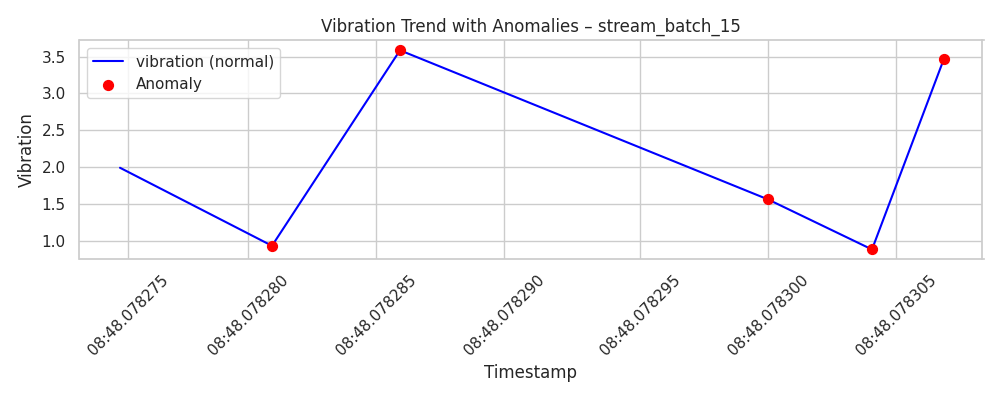 Vibration Trend with Anomalies – stream_batch_15
vibration (normal)
Anomaly
Vibration
3.5
3.0
2.5
2.0
1.5
1.0
08:48.078275
08:48.078280
08:48.078285
08:48.078290
08:48.078295
08:48.078300
08:48.078305
Timestamp